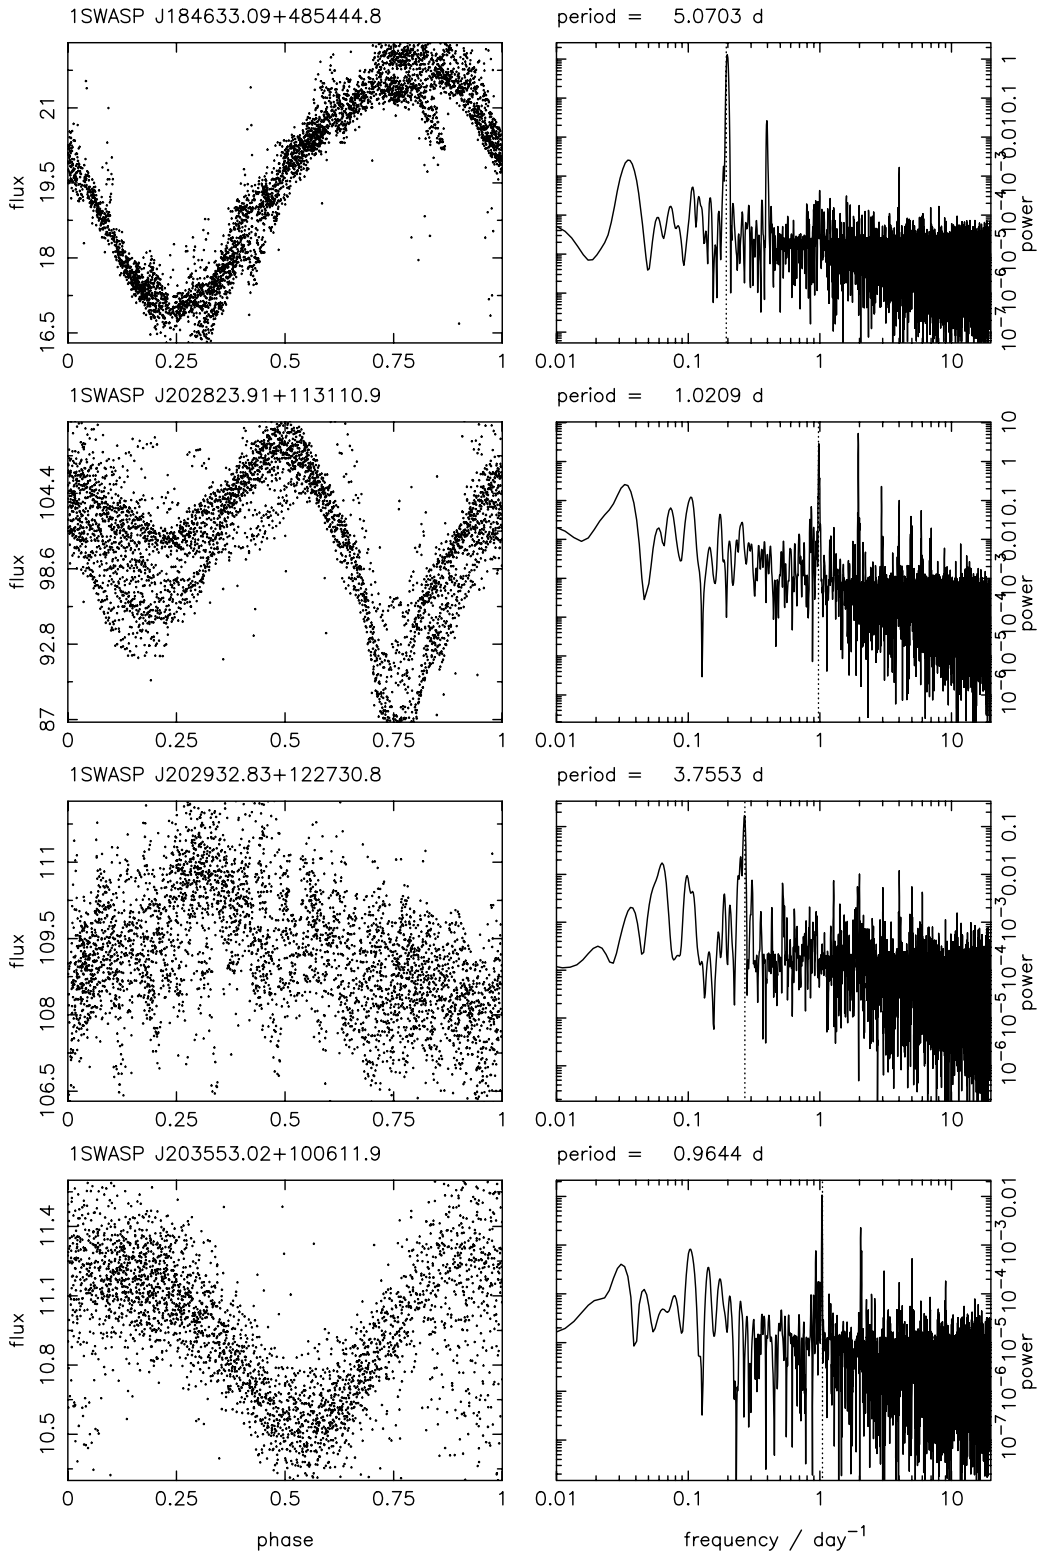 1SWASP J184633.09+485444.8
period = 5.0703 d
flux
21
19.5
18
16.5
0 0.25 0.5 0.75 1
power
1
0.1
0.01
10⁻³
10⁻⁴
10⁻⁵
10⁻⁶
10⁻⁷
0.01 0.1 1 10
1SWASP J202823.91+113110.9
period = 1.0209 d
flux
104.4
98.6
92.8
87
0 0.25 0.5 0.75 1
power
10
1
0.1
0.01
10⁻³
10⁻⁴
10⁻⁵
10⁻⁶
0.01 0.1 1 10
1SWASP J202932.83+122730.8
period = 3.7553 d
flux
111
109.5
108
106.5
0 0.25 0.5 0.75 1
power
0.1
0.01
10⁻³
10⁻⁴
10⁻⁵
10⁻⁶
0.01 0.1 1 10
1SWASP J203553.02+100611.9
period = 0.9644 d
flux
11.4
11.1
10.8
10.5
0 0.25 0.5 0.75 1
power
0.01
10⁻³
10⁻⁴
10⁻⁵
10⁻⁶
10⁻⁷
0.01 0.1 1 10
phase
frequency / day⁻¹